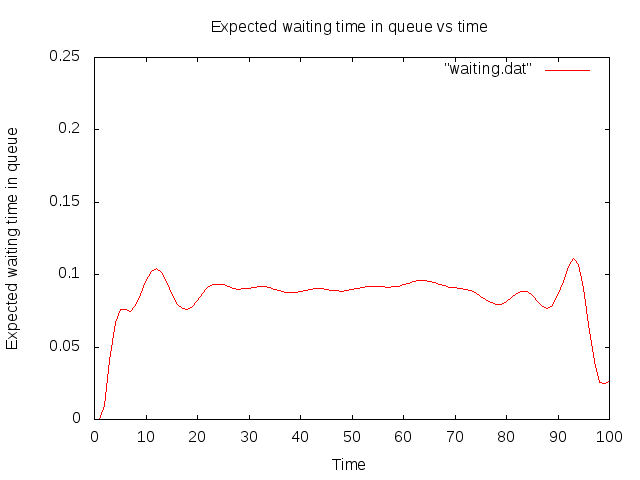 Expected waiting time in queue vs time
"waiting.dat"
Expected waiting time in queue
0.25
0.2
0.15
0.1
0.05
0
0 10 20 30 40 50 60 70 80 90 100
Time